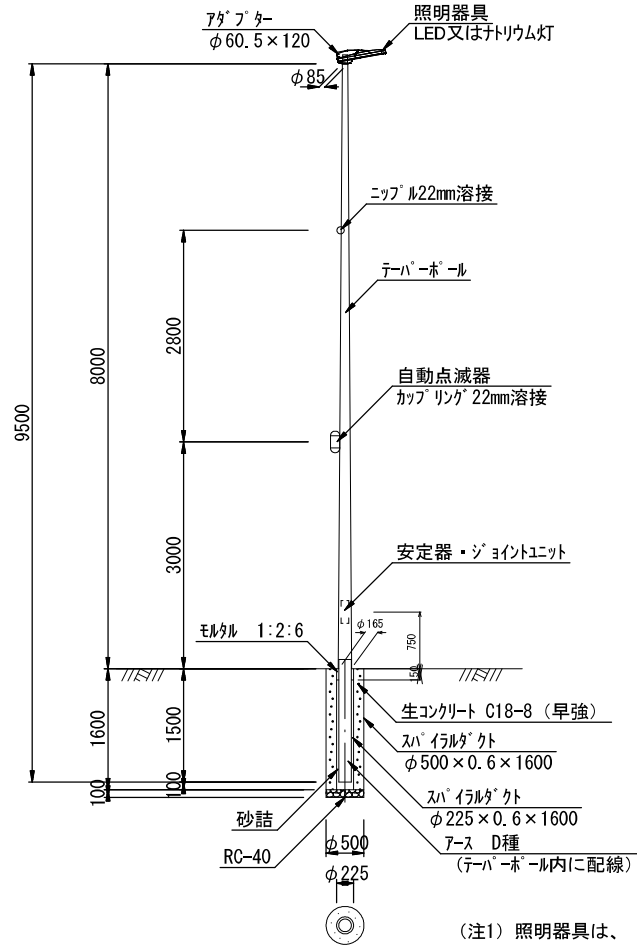 アダプター
φ60.5×120
照明器具
LED又はナトリウム灯
φ85
ニップル22mm溶接
テーパーポール
2800
8000
9500
自動点滅器
カップリング22mm溶接
3000
安定器・ジョイントユニット
φ165
750
150
モルタル 1:2:6
生コンクリート C18-8 (早強)
スパイラルダクト
φ500×0.6×1600
1600
1500
100
100
スパイラルダクト
φ225×0.6×1600
砂詰
RC-40
アース D種
(テーパーポール内に配線)
φ500
φ225
(注1) 照明器具は、